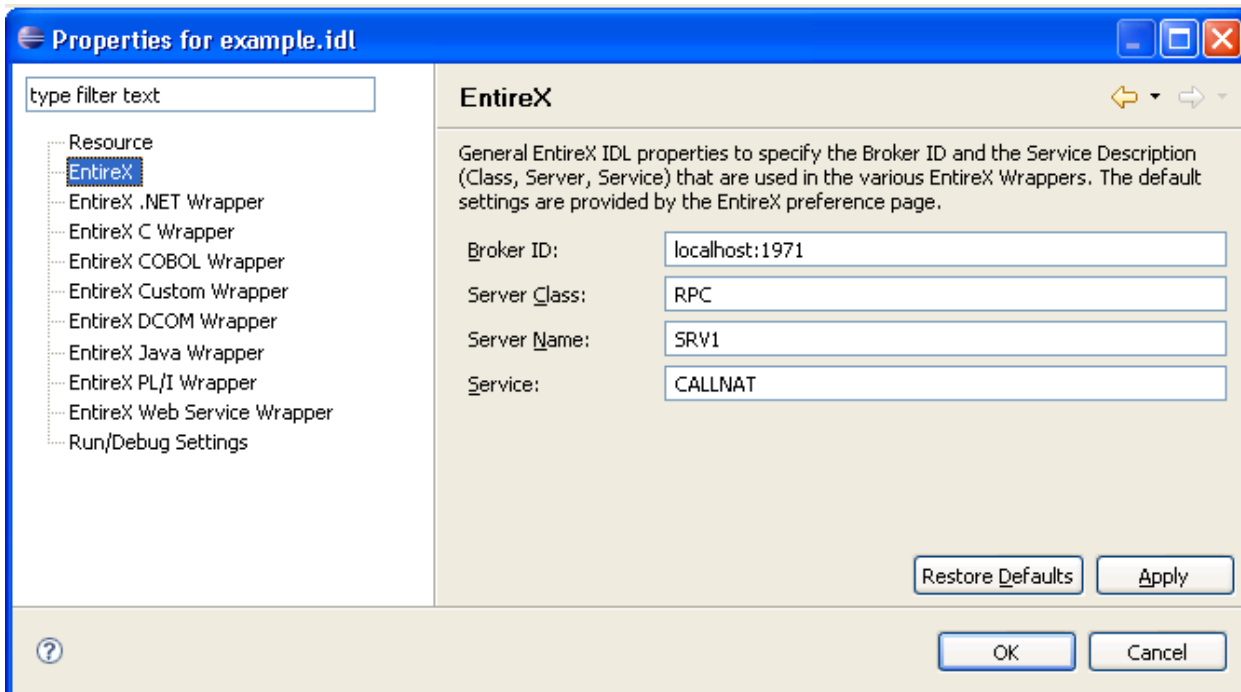 Properties for example.idl
type filter text
Resource
EntireX
EntireX .NET Wrapper
EntireX C Wrapper
EntireX COBOL Wrapper
EntireX Custom Wrapper
EntireX DCOM Wrapper
EntireX Java Wrapper
EntireX PL/I Wrapper
EntireX Web Service Wrapper
Run/Debug Settings
EntireX
General EntireX IDL properties to specify the Broker ID and the Service Description
(Class, Server, Service) that are used in the various EntireX Wrappers. The default
settings are provided by the EntireX preference page.
Broker ID: localhost:1971
Server Class: RPC
Server Name: SRV1
Service: CALLNAT
Restore Defaults Apply
? OK Cancel